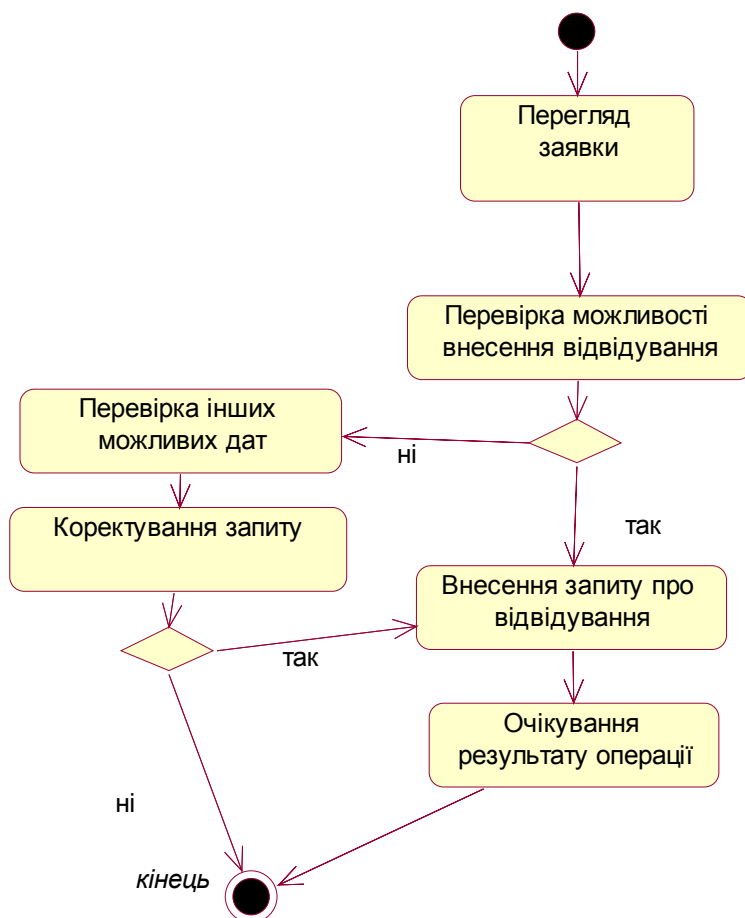 Перегляд
заявки
Перевірка можливості
внесення відвідування
Перевірка інших
можливих дат
ні
Коректування запиту
так
Внесення запиту про
відвідування
так
Очікування
результату операції
ні
кінець